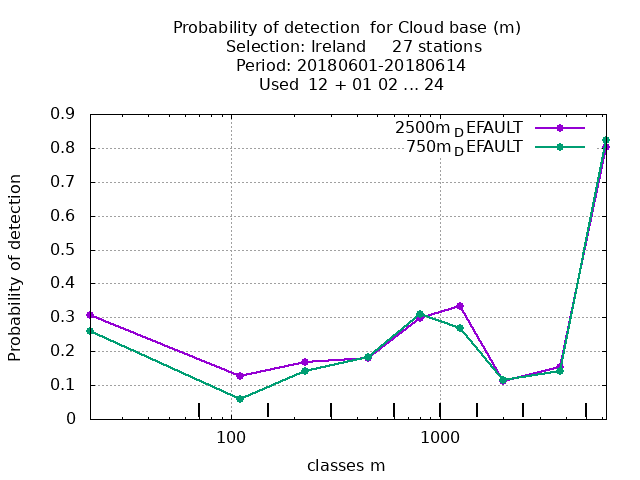 Probability of detection for Cloud base (m)
Selection: Ireland 27 stations
Period: 20180601-20180614
Used 12 + 01 02 ... 24
2500m_DEFAULT
750m_DEFAULT
Probability of detection
0.9
0.8
0.7
0.6
0.5
0.4
0.3
0.2
0.1
0
100
1000
classes m